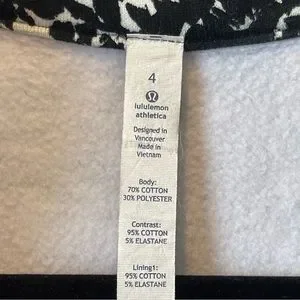 4
lululemon
athletica
Designed in
Vancouver
Made in
Vietnam
Body:
70% COTTON
30% POLYESTER
Contrast:
95% COTTON
5% ELASTANE
Lining1:
95% COTTON
5% ELASTANE